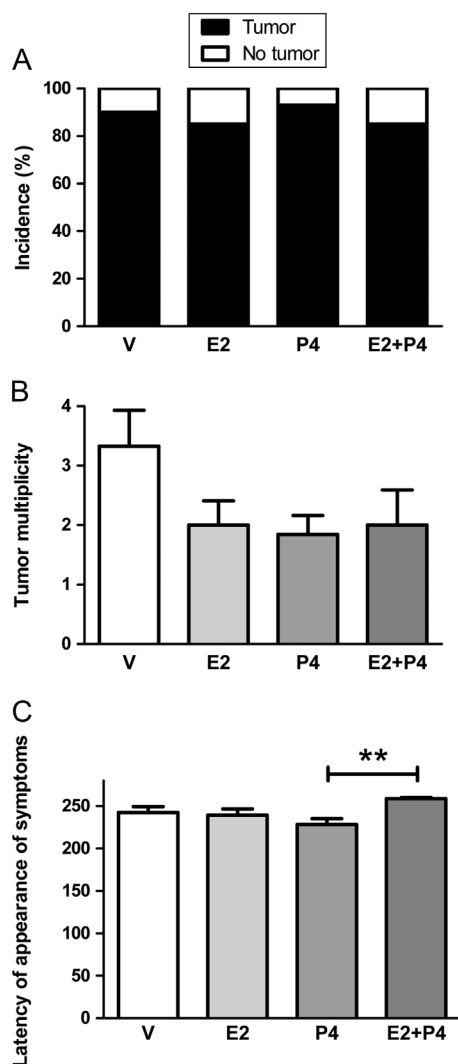 Tumor
No tumor
A
Incidence (%)
100
80
60
40
20
0
V E2 P4 E2+P4
B
Tumor multiplicity
4
3
2
1
0
V E2 P4 E2+P4
C
Latency of appearance of symptoms
**
250
200
150
100
50
0
V E2 P4 E2+P4